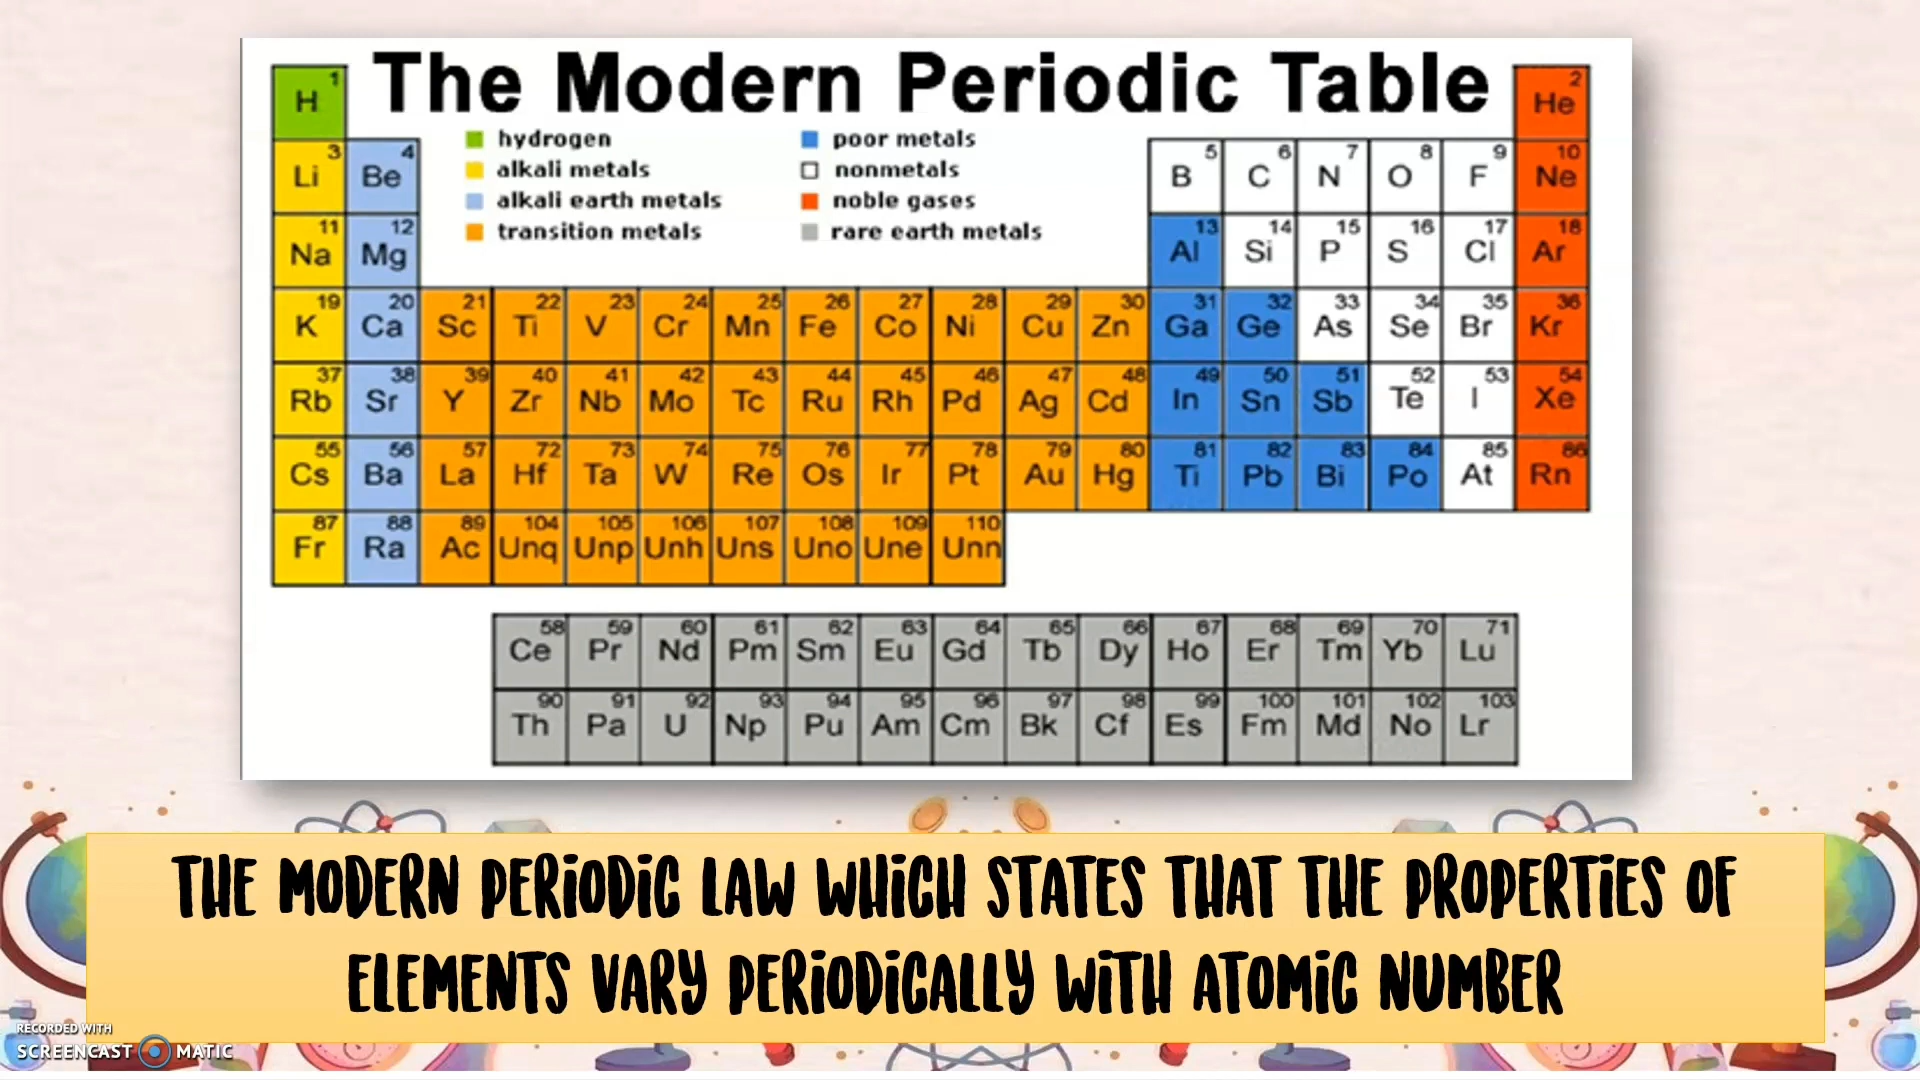 The Modern Periodic Table
1 2
H He
hydrogen poor metals
3 4 5 6 7 8 9 10
Li Be alkali metals nonmetals B C N O F Ne
alkali earth metals noble gases
11 12 transition metals rare earth metals 13 14 15 16 17 18
Na Mg Al Si P S Cl Ar
19 20 21 22 23 24 25 26 27 28 29 30 31 32 33 34 35 36
K Ca Sc Ti V Cr Mn Fe Co Ni Cu Zn Ga Ge As Se Br Kr
37 38 39 40 41 42 43 44 45 46 47 48 49 50 51 52 53 54
Rb Sr Y Zr Nb Mo Tc Ru Rh Pd Ag Cd In Sn Sb Te I Xe
55 56 57 72 73 74 75 76 77 78 79 80 81 82 83 84 85 86
Cs Ba La Hf Ta W Re Os Ir Pt Au Hg Ti Pb Bi Po At Rn
87 88 89 104 105 106 107 108 109 110
Fr Ra Ac Unq Unp Unh Uns Uno Une Unn
58 59 60 61 62 63 64 65 66 67 68 69 70 71
Ce Pr Nd Pm Sm Eu Gd Tb Dy Ho Er Tm Yb Lu
90 91 92 93 94 95 96 97 98 99 100 101 102 103
Th Pa U Np Pu Am Cm Bk Cf Es Fm Md No Lr
THE MODERN PERiODiC LAW WHiCH STATES THAT THE PROPERTiES OF
ELEMENTS VARY PERiODiCALLY WiTH ATOMiC NUMBER
RECORDED WITH
SCREENCAST MATIC